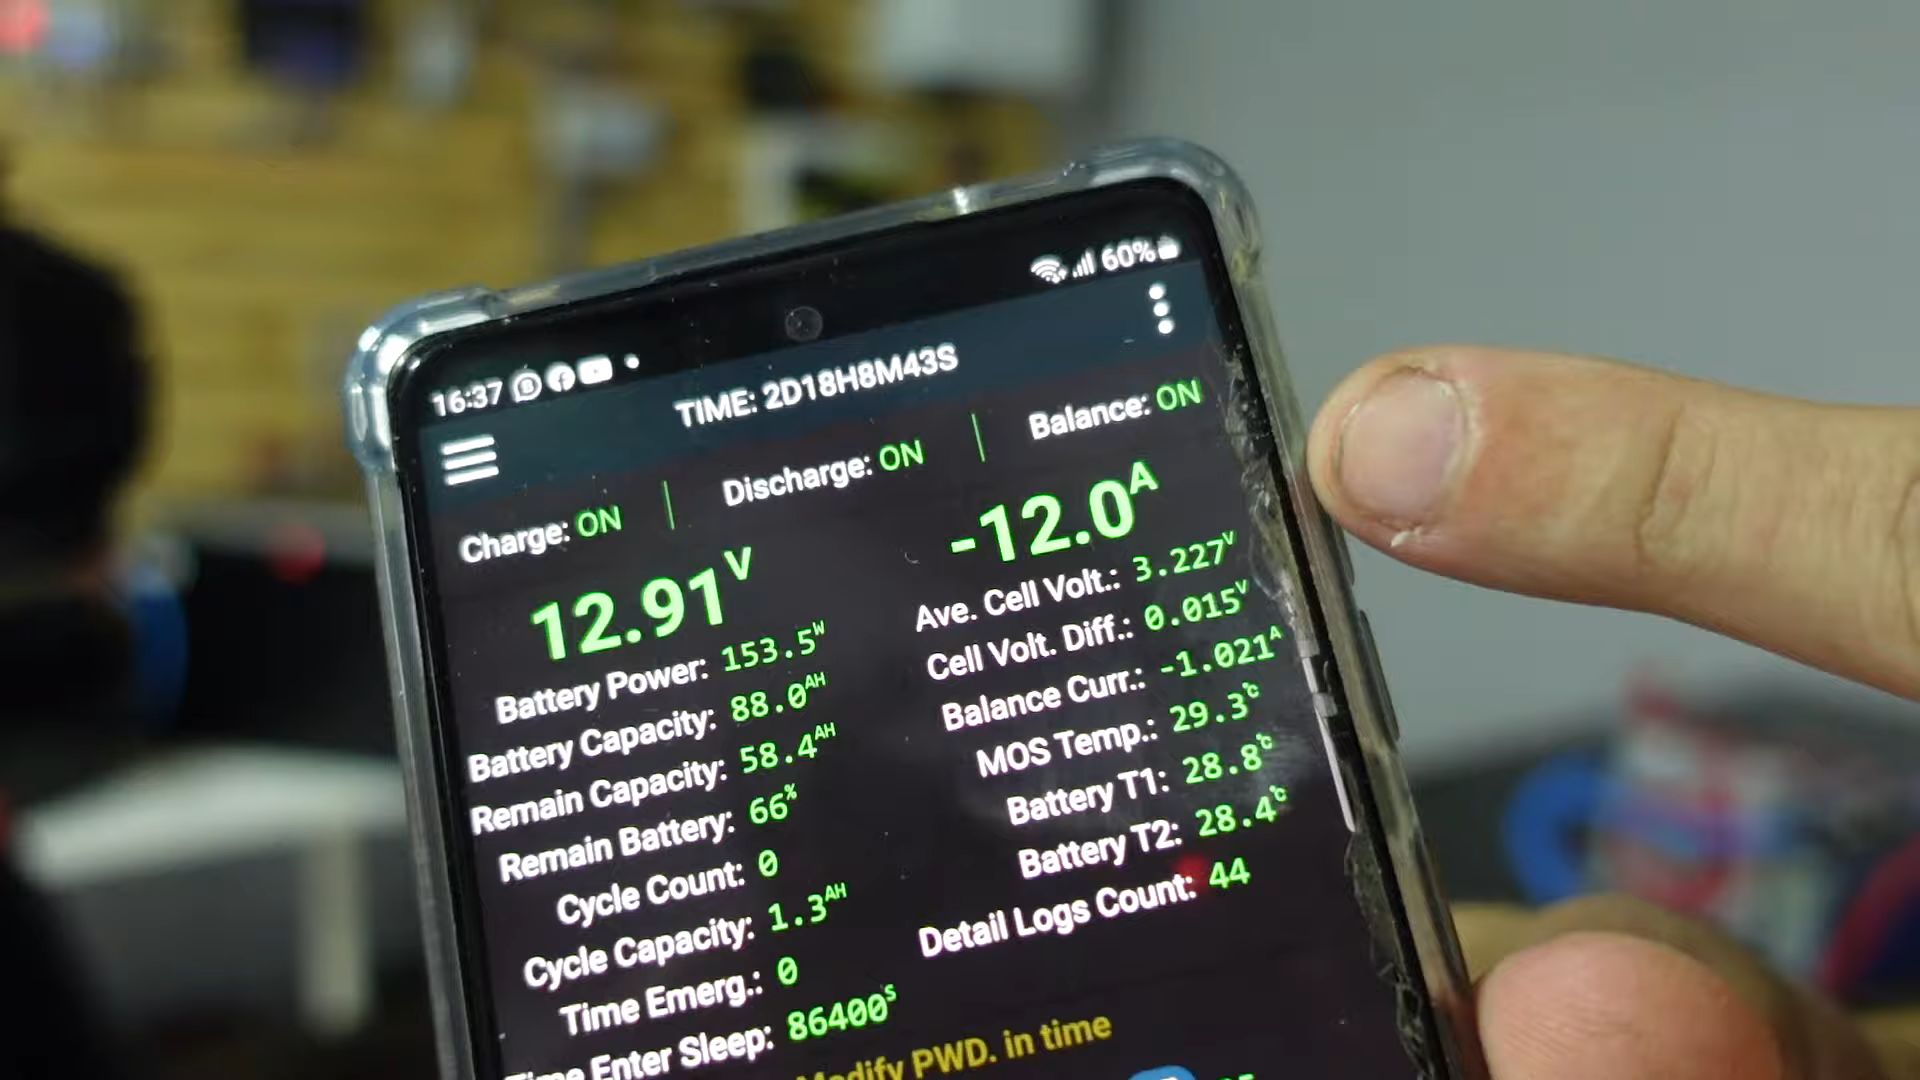 16:37
60%
TIME: 2D18H8M43S
Charge: ON
Discharge: ON
Balance: ON
12.91V
-12.0A
Battery Power: 153.5W
Battery Capacity: 88.0AH
Remain Capacity: 58.4AH
Remain Battery: 66%
Cycle Count: 0
Cycle Capacity: 1.3AH
Time Emerg.: 0
Time Enter Sleep: 86400S
Ave. Cell Volt.: 3.227V
Cell Volt. Diff.: 0.015V
Balance Curr.: -1.021A
MOS Temp.: 29.3℃
Battery T1: 28.8℃
Battery T2: 28.4℃
Detail Logs Count: 44
Modify PWD. in time